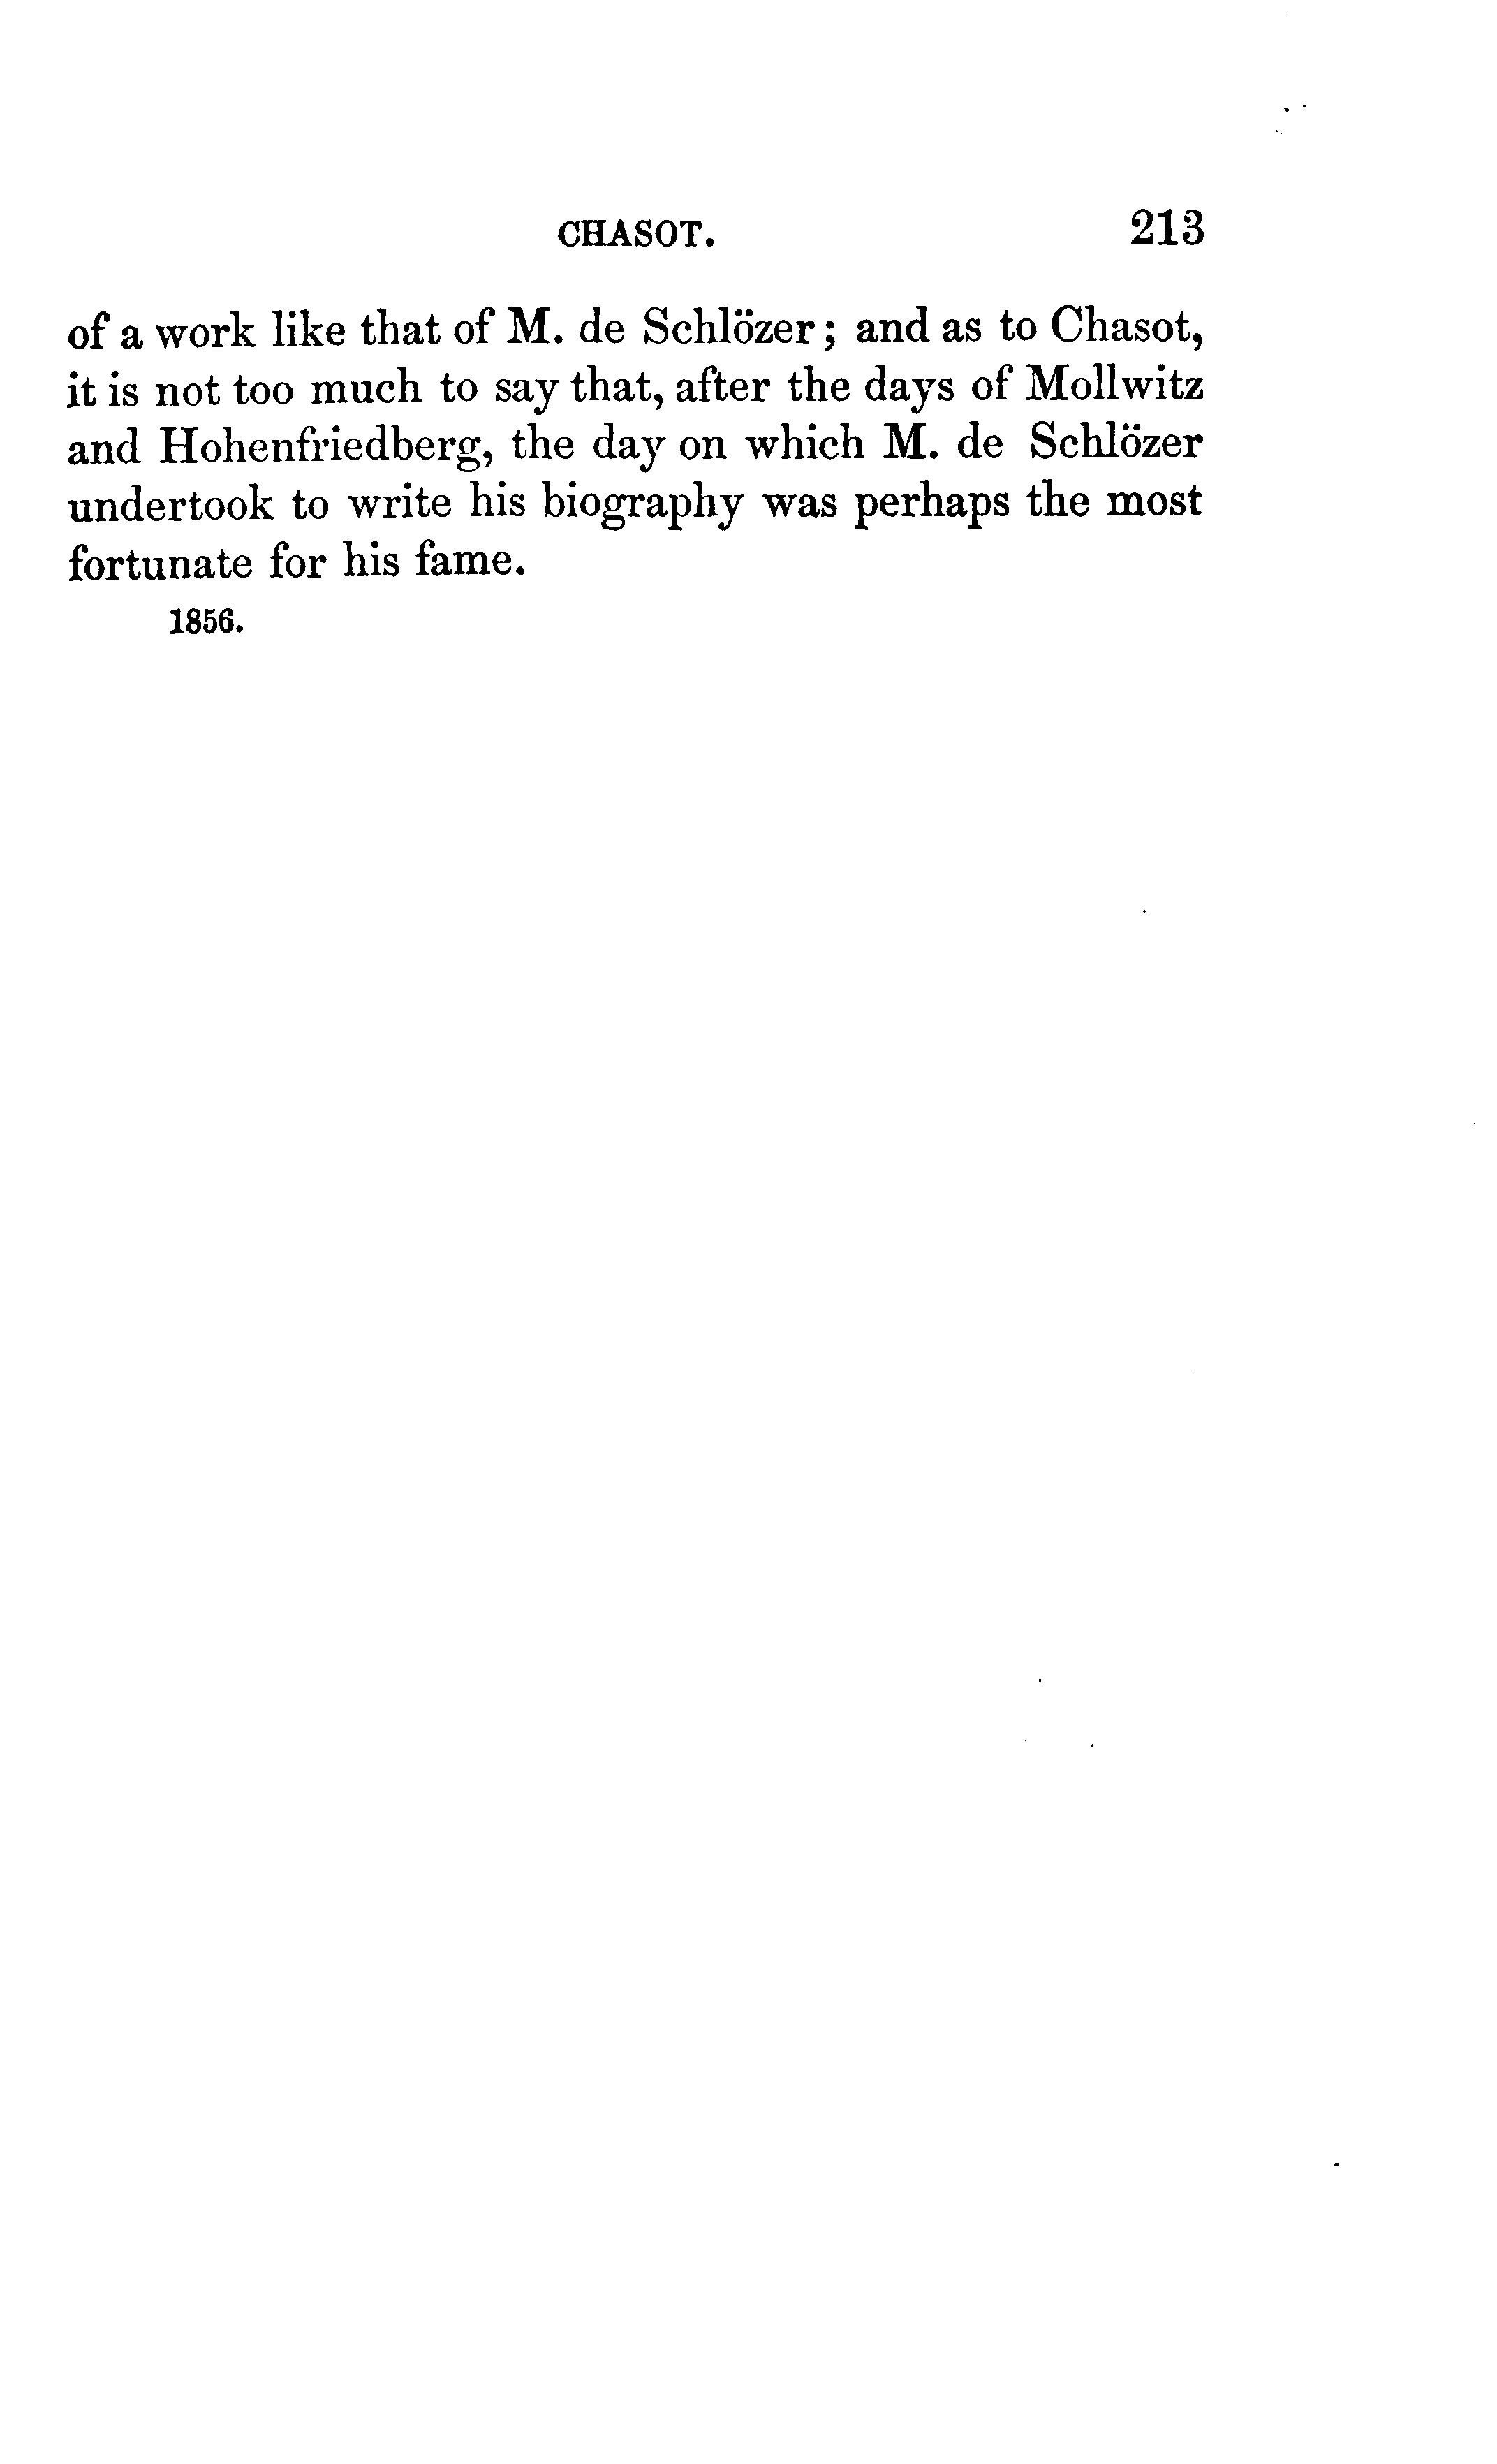 CHASOT. 213
of a work like that of M. de Schlözer; and as to Chasot,
it is not too much to say that, after the days of Mollwitz
and Hohenfriedberg, the day on which M. de Schlözer
undertook to write his biography was perhaps the most
fortunate for his fame.
1856.